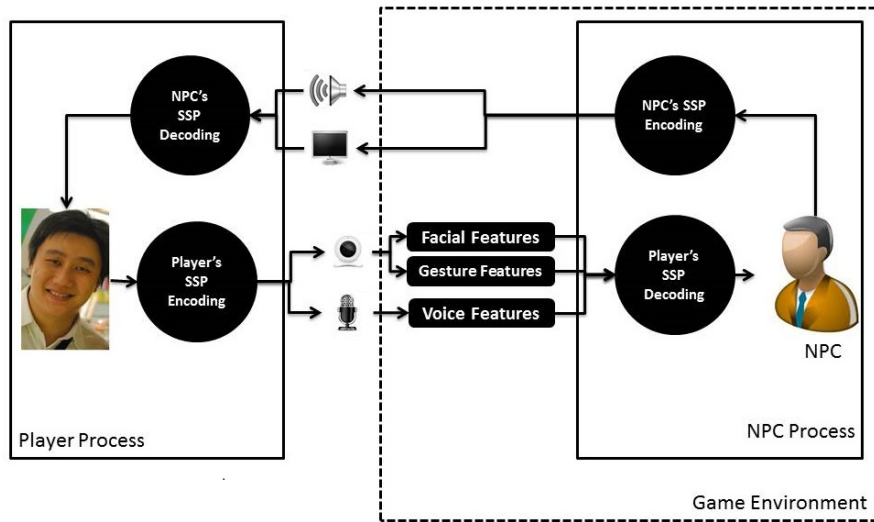 NPC's
SSP
Decoding
NPC's SSP
Encoding
Player's
SSP
Encoding
Facial Features
Gesture Features
Voice Features
Player's
SSP
Decoding
NPC
Player Process
NPC Process
Game Environment